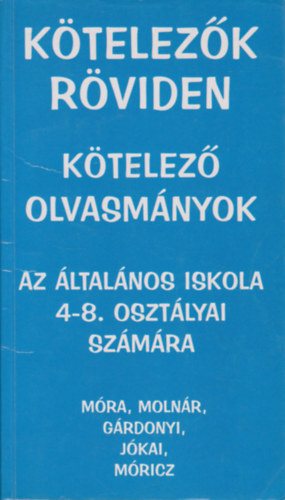 KÖTELEZŐK
RÖVIDEN
KÖTELEZŐ
OLVASMÁNYOK
AZ ÁLTALÁNOS ISKOLA
4-8. OSZTÁLYAI
SZÁMÁRA
MÓRA, MOLNÁR,
GÁRDONYI,
JÓKAI,
MÓRICZ